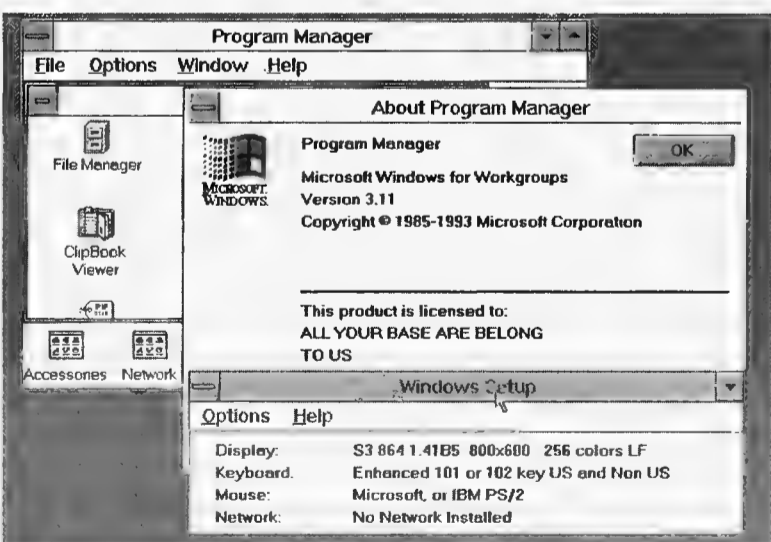 Program Manager
File Options Window Help
File Manager
ClipBook
Viewer
Accessories Network
About Program Manager
MICROSOFT
WINDOWS
Program Manager
OK
Microsoft Windows for Workgroups
Version 3.11
Copyright © 1985-1993 Microsoft Corporation
This product is licensed to:
ALL YOUR BASE ARE BELONG
TO US
Windows Setup
Options Help
Display: S3 864 1.41B5 800x600 256 colors LF
Keyboard. Enhanced 101 or 102 key US and Non US
Mouse: Microsoft, or IBM PS/2
Network: No Network Installed